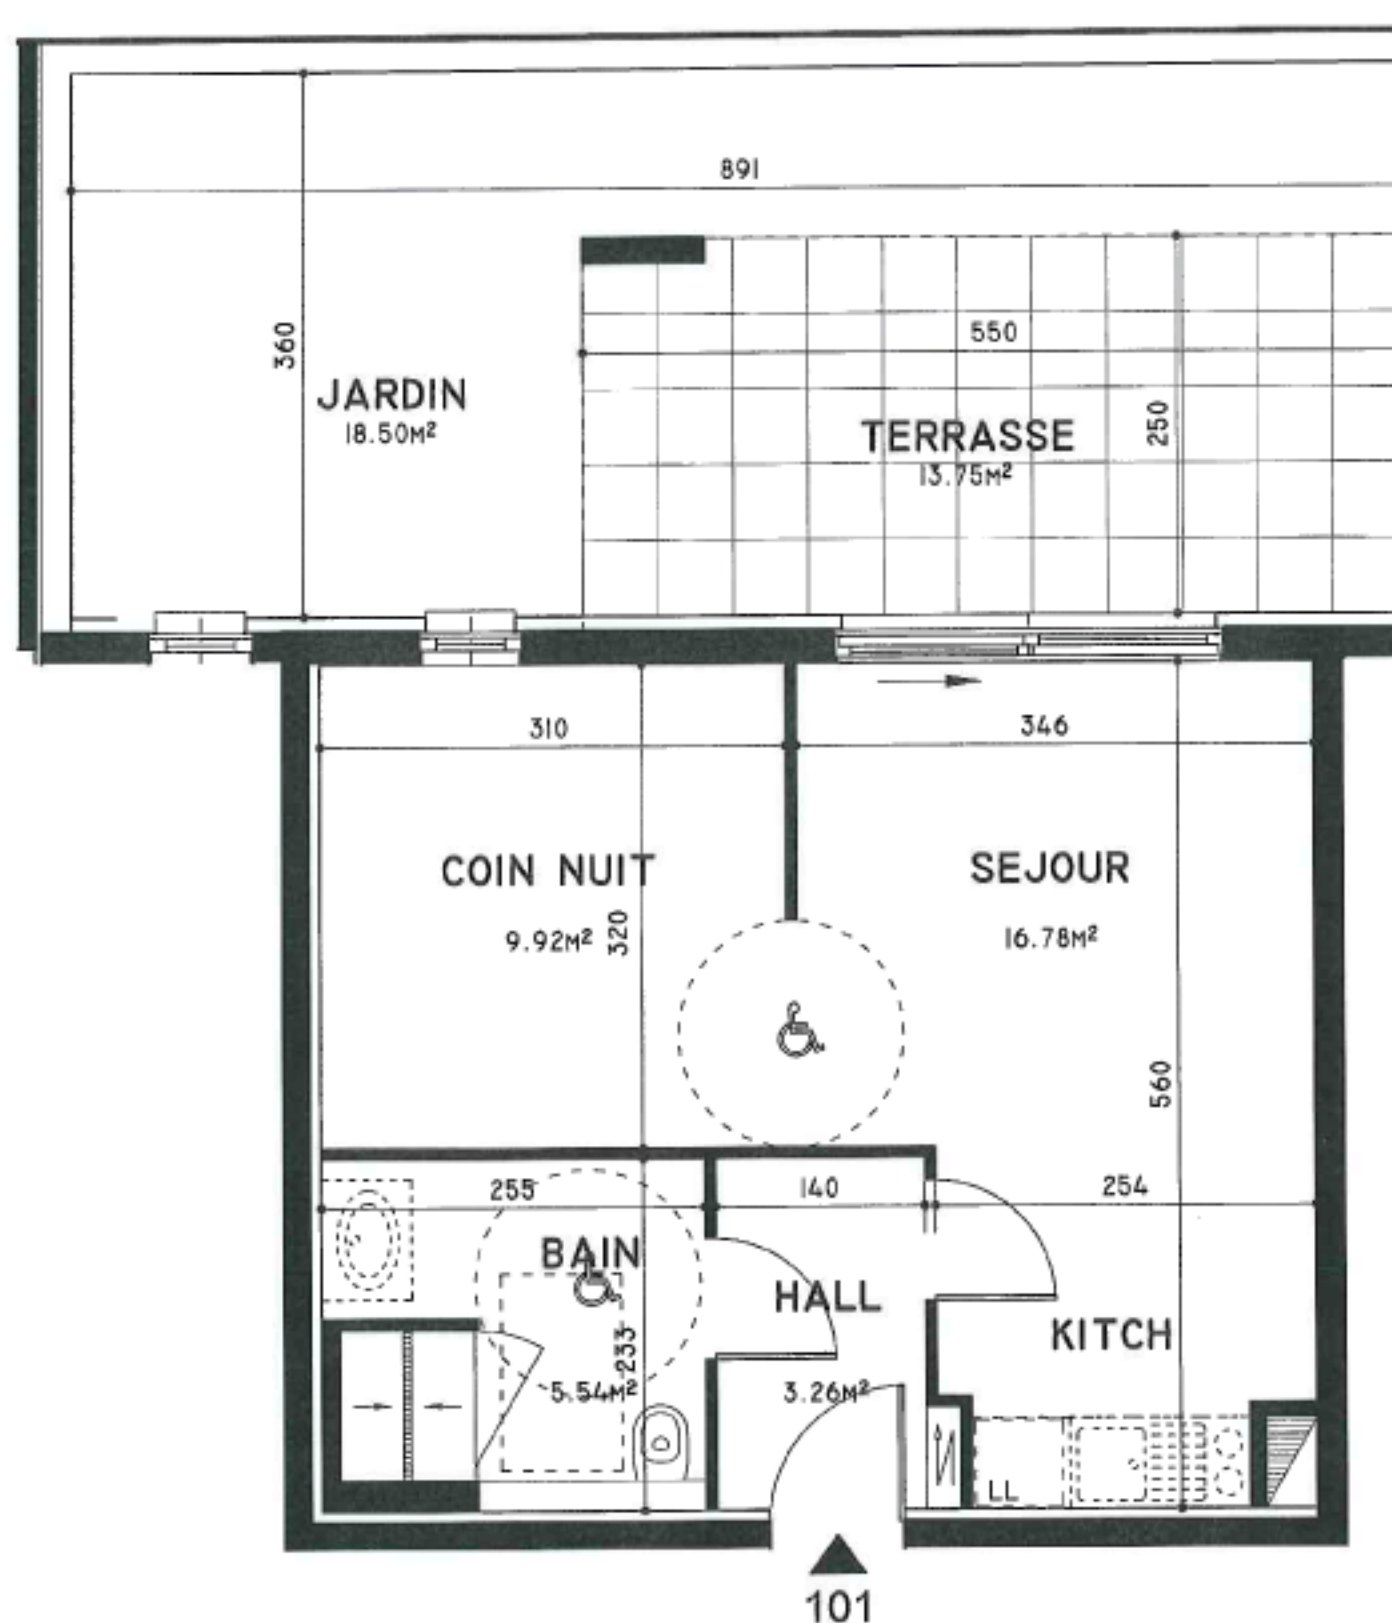 891
550
360
250
JARDIN
18.50M²
TERRASSE
13.75M²
310
346
COIN NUIT
9.92M²
320
SEJOUR
16.78M²
560
255
140
254
BAIN
233
5.54M²
HALL
3.26M²
KITCH
LL
101